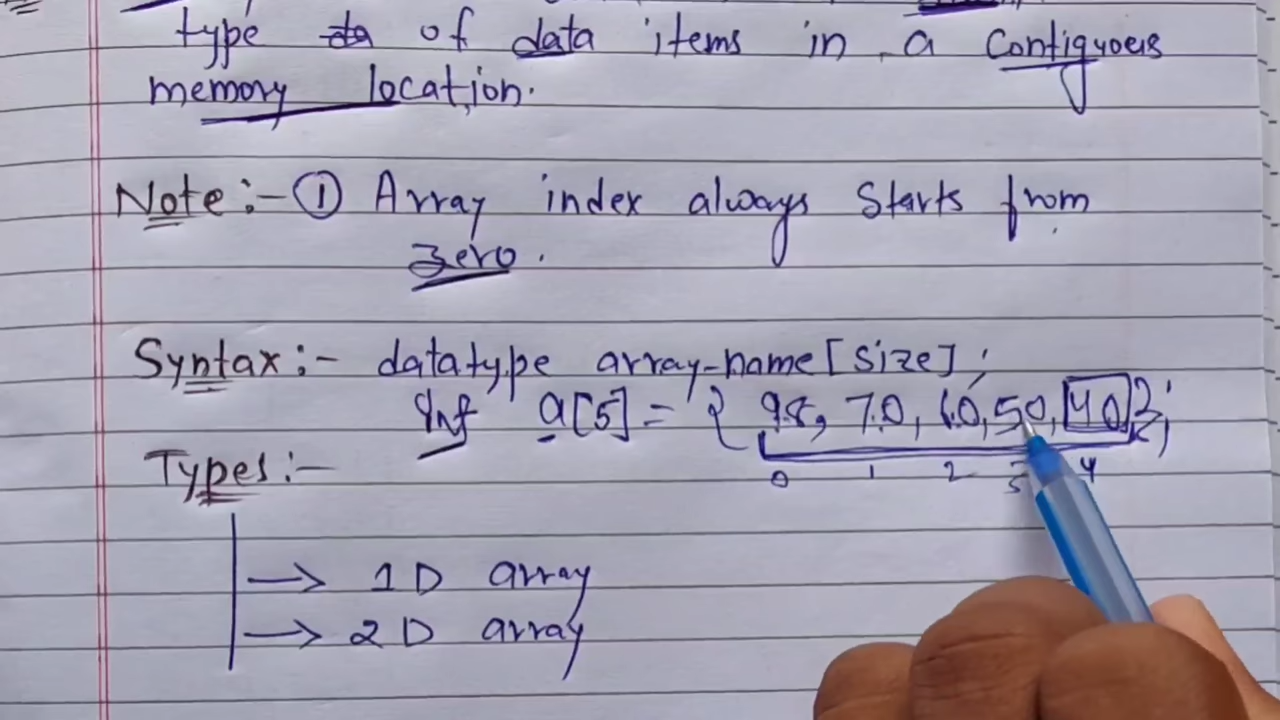 type of data items in a Contiguous
memory location.
Note:- ① Array index always Starts from
zero.
Syntax:- datatype array-name[size];
Int a[5] = { 98, 70, 60, 50, 40 };
0 1 2 3 4
Types:-
→ 1D array
→ 2D array